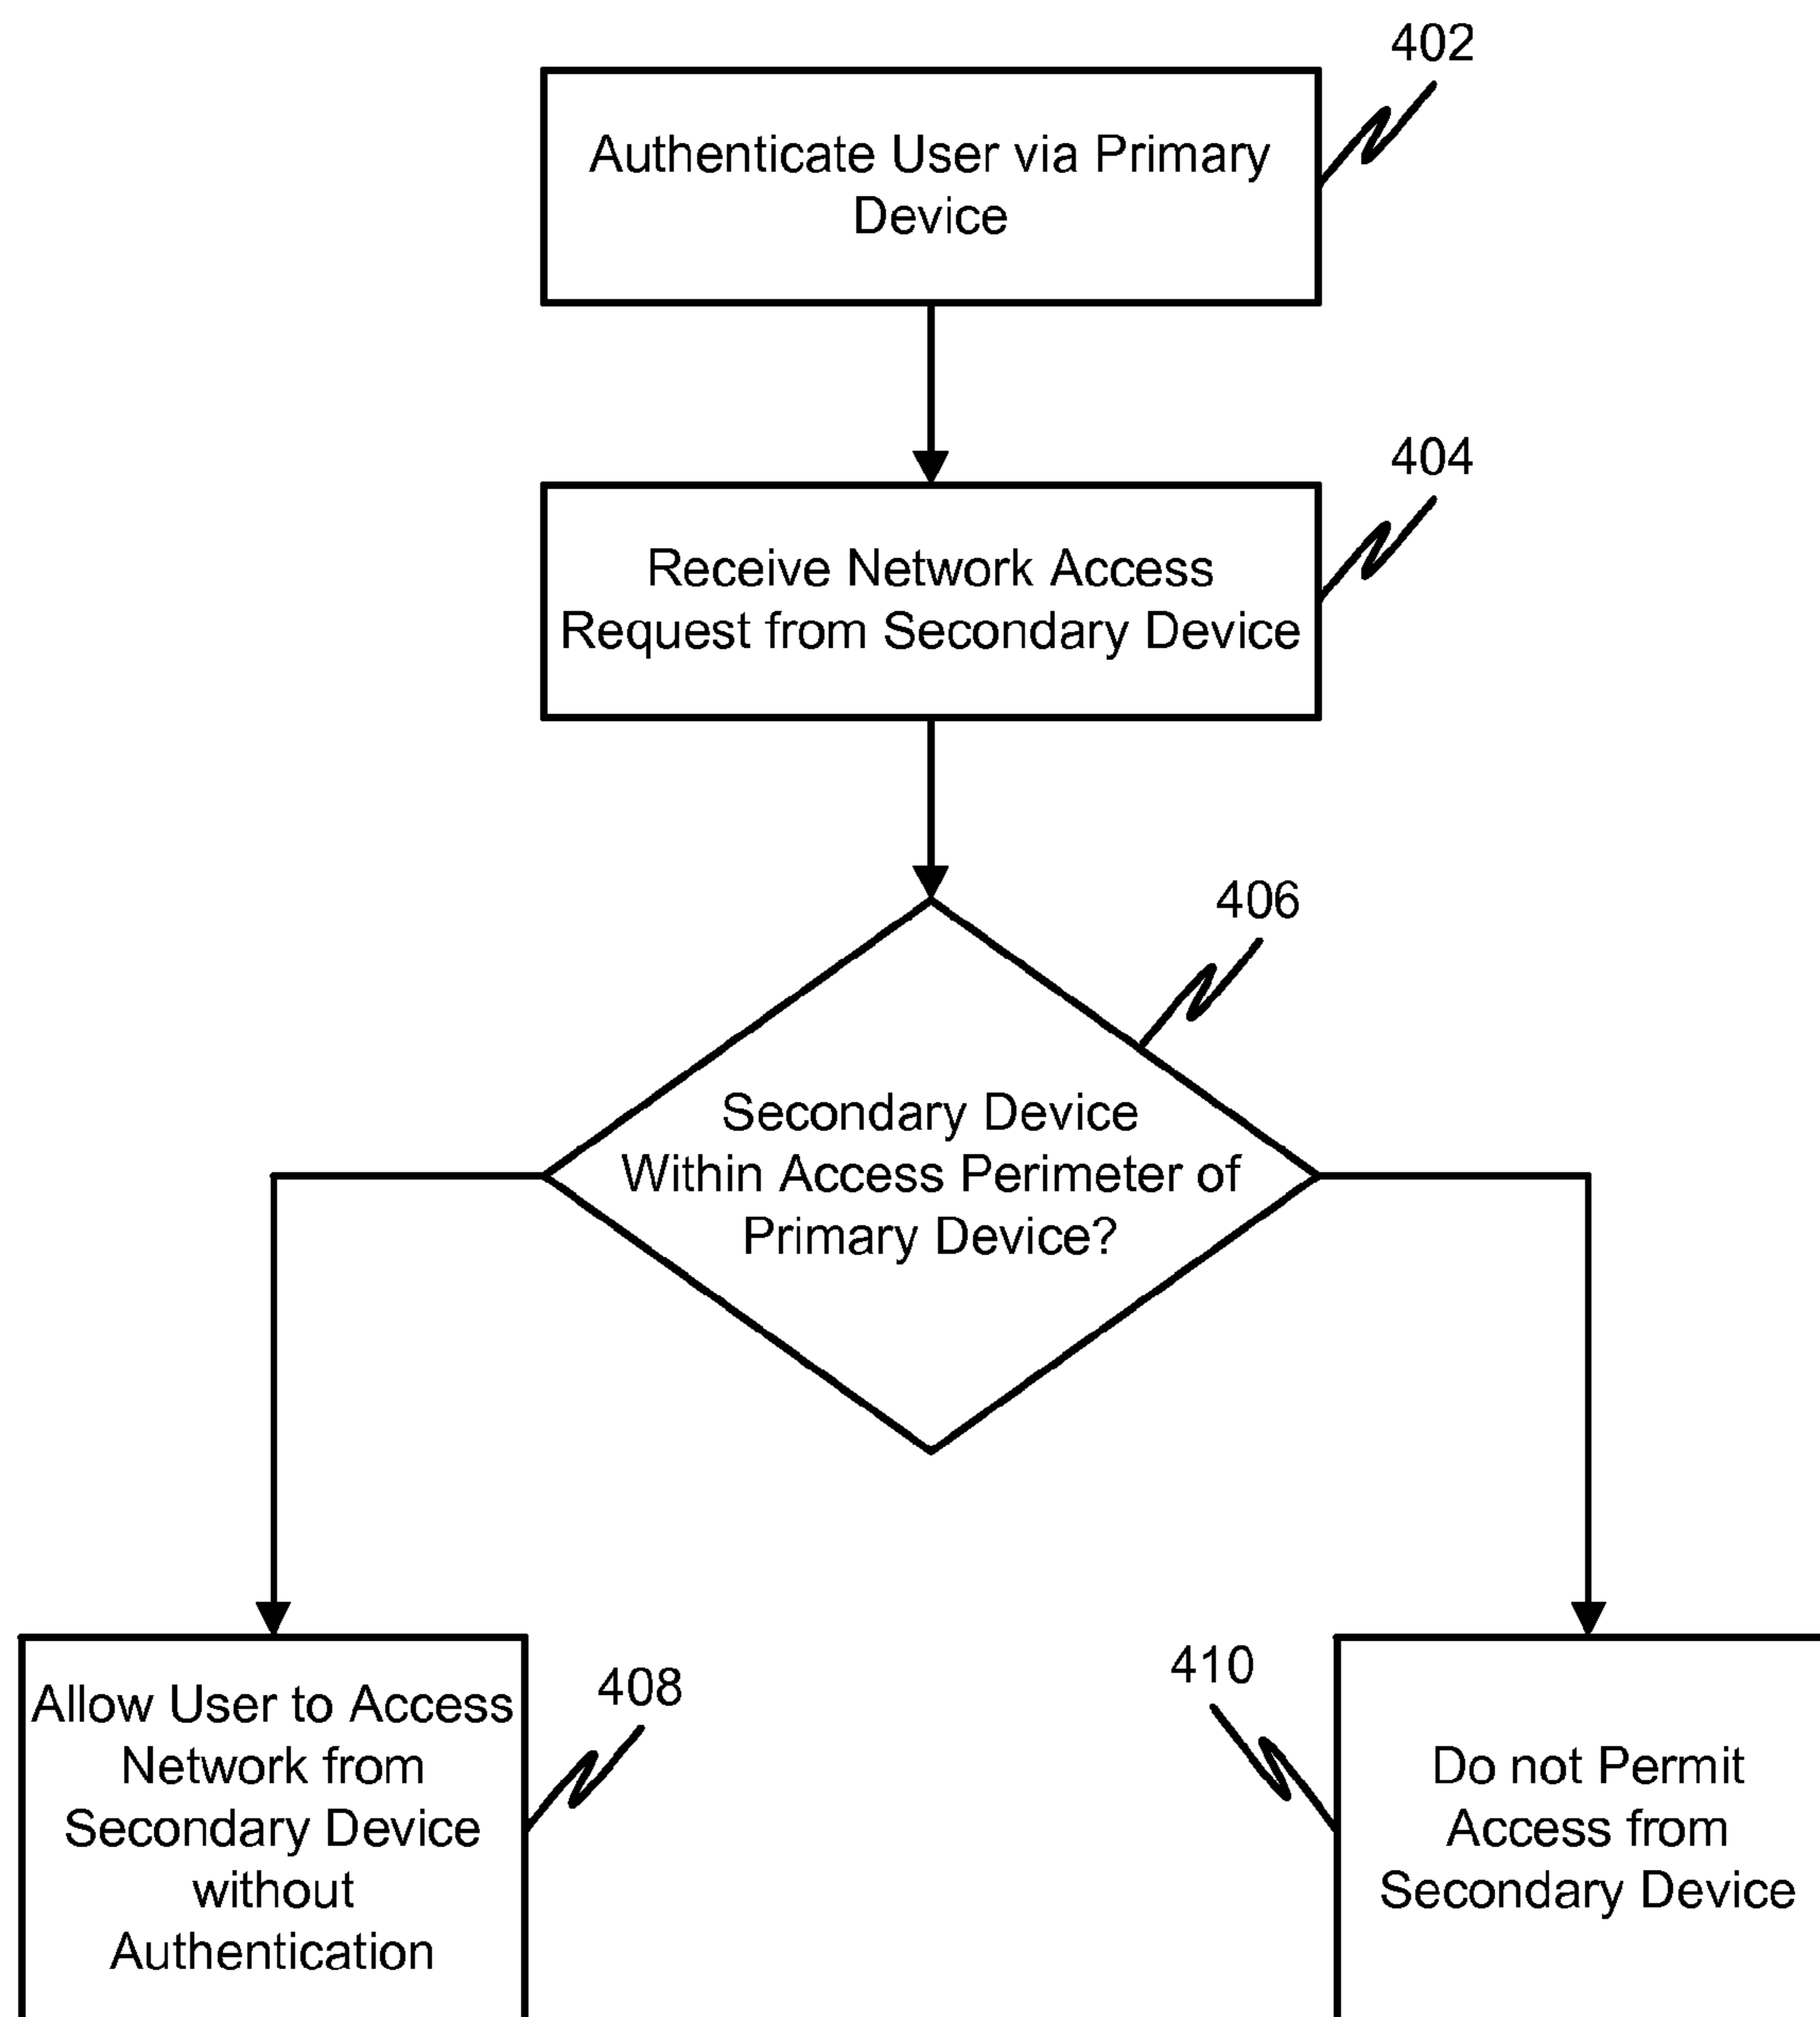 402
Authenticate User via Primary
Device
404
Receive Network Access
Request from Secondary Device
406
Secondary Device
Within Access Perimeter of
Primary Device?
408
Allow User to Access
Network from
Secondary Device
without
Authentication
410
Do not Permit
Access from
Secondary Device